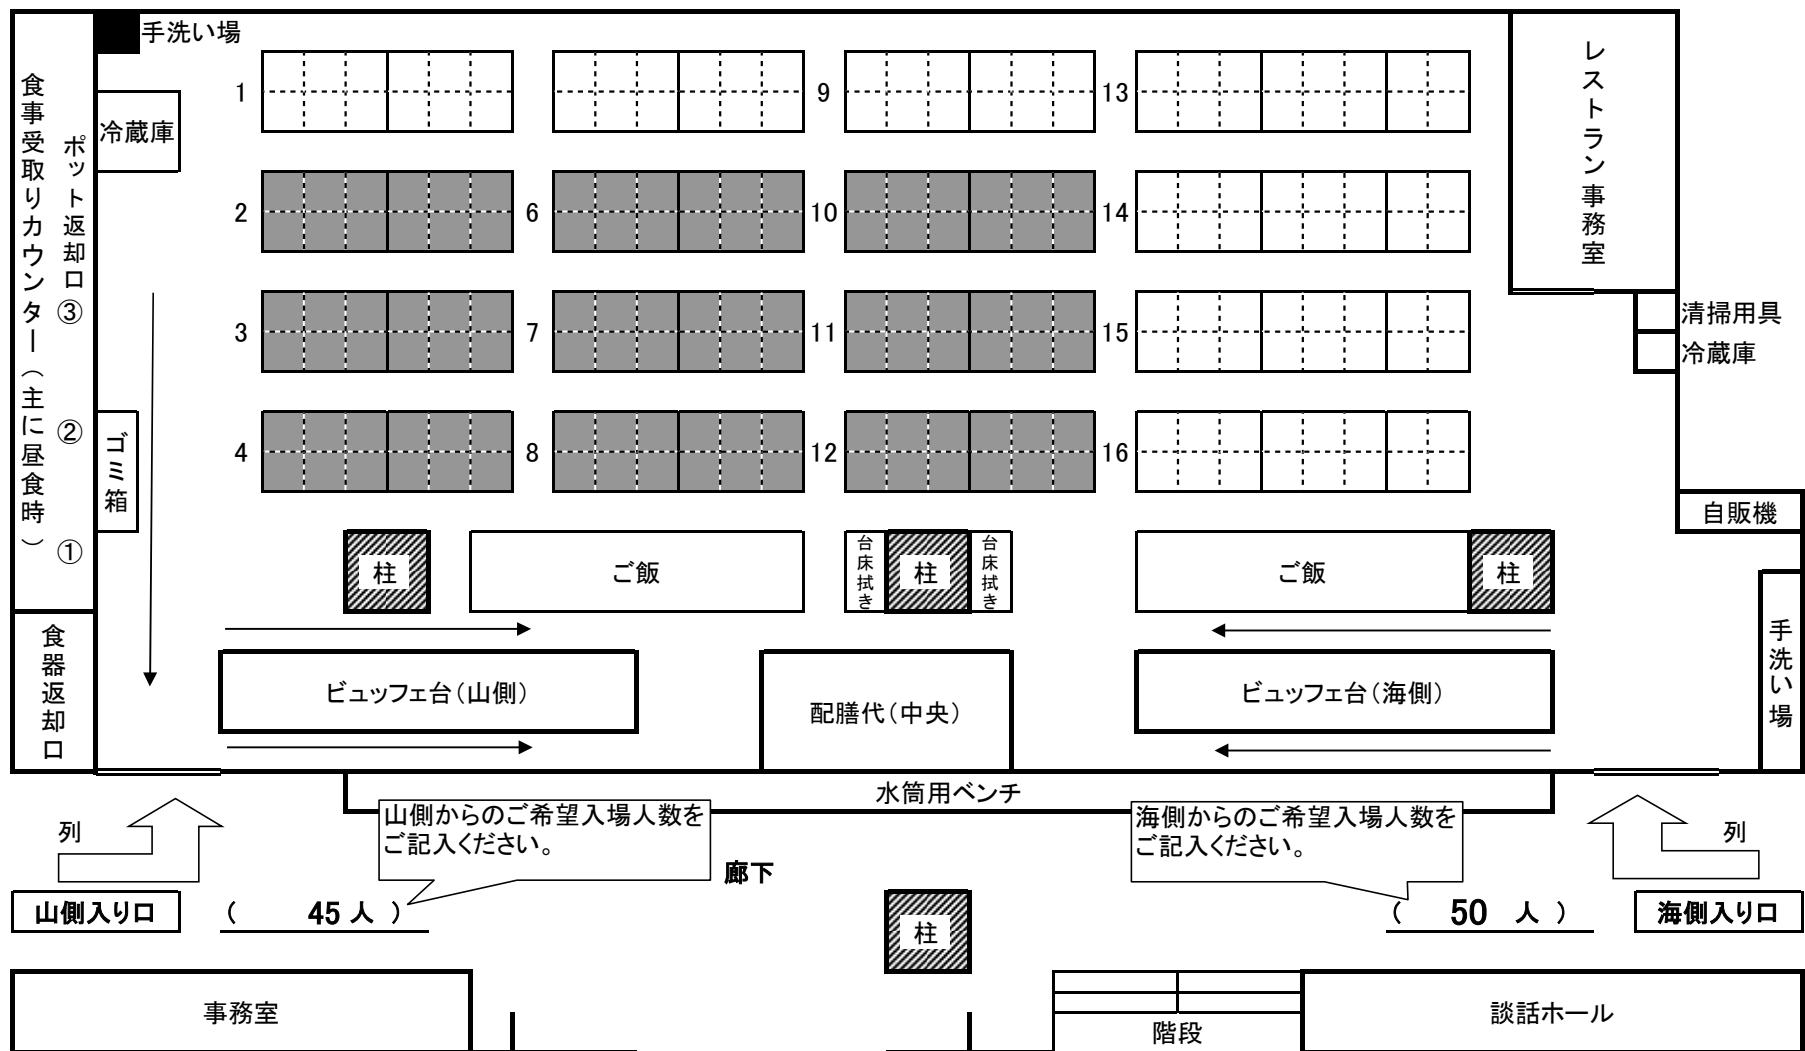 手洗い場
レストラン事務室
食事受取りカウンター（主に昼食時）
ポット返却口
③
②
①
冷蔵庫
1
9
13
2
6
10
14
3
7
11
15
4
8
12
16
清掃用具
冷蔵庫
ゴミ箱
自販機
柱
ご飯
台床拭き
柱
台床拭き
ご飯
柱
食器返却口
ビュッフェ台（山側）
配膳代（中央）
ビュッフェ台（海側）
手洗い場
水筒用ベンチ
列
山側からのご希望入場人数を
ご記入ください。
海側からのご希望入場人数を
ご記入ください。
列
廊下
山側入り口
（　45 人 ）
柱
（　50 人 ）
海側入り口
事務室
階段
談話ホール